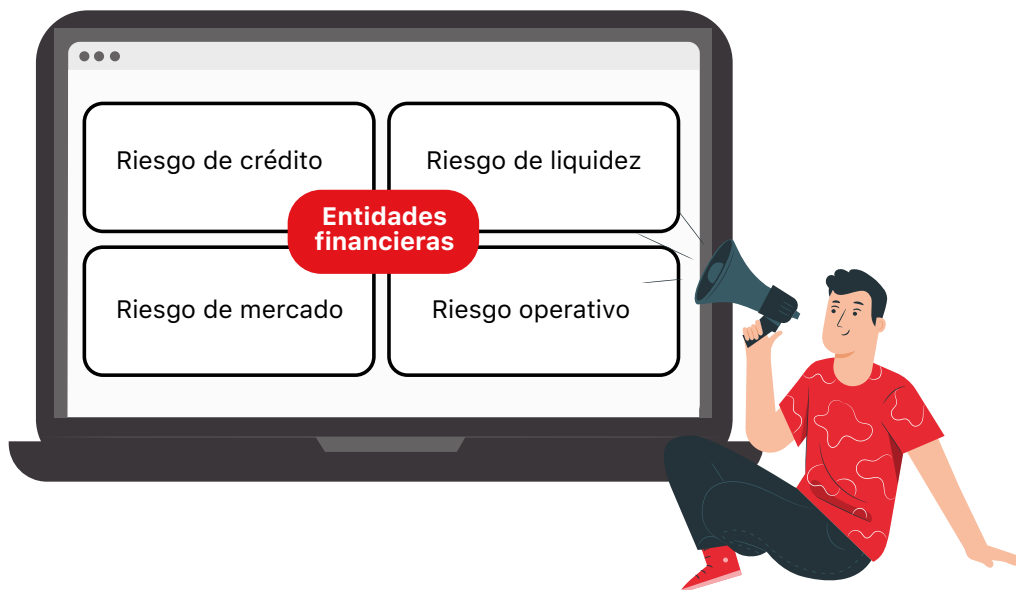 Riesgo de crédito
Riesgo de liquidez
Entidades
financieras
Riesgo de mercado
Riesgo operativo